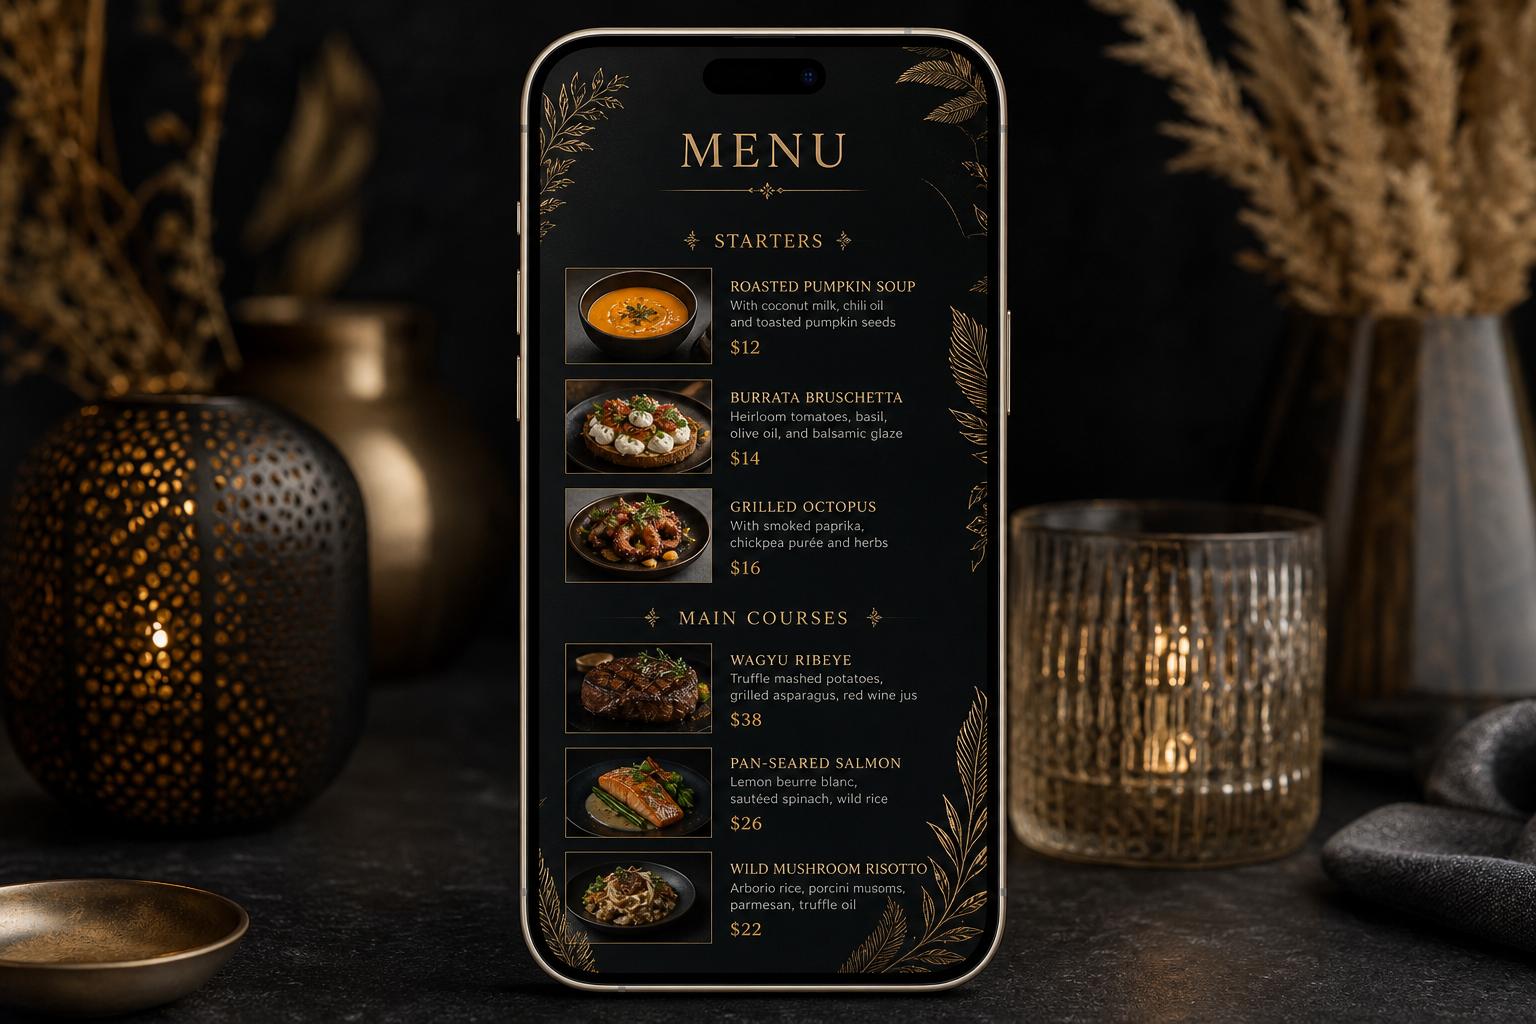 MENU
STARTERS
ROASTED PUMPKIN SOUP
With coconut milk, chili oil
and toasted pumpkin seeds
$12
BURRATA BRUSCHETTA
Heirloom tomatoes, basil,
olive oil, and balsamic glaze
$14
GRILLED OCTOPUS
With smoked paprika,
chickpea purée and herbs
$16
MAIN COURSES
WAGYU RIBEYE
Truffle mashed potatoes,
grilled asparagus, red wine jus
$38
PAN-SEARED SALMON
Lemon beurre blanc,
sautéed spinach, wild rice
$26
WILD MUSHROOM RISOTTO
Arborio rice, porcini musoms,
parmesan, truffle oil
$22